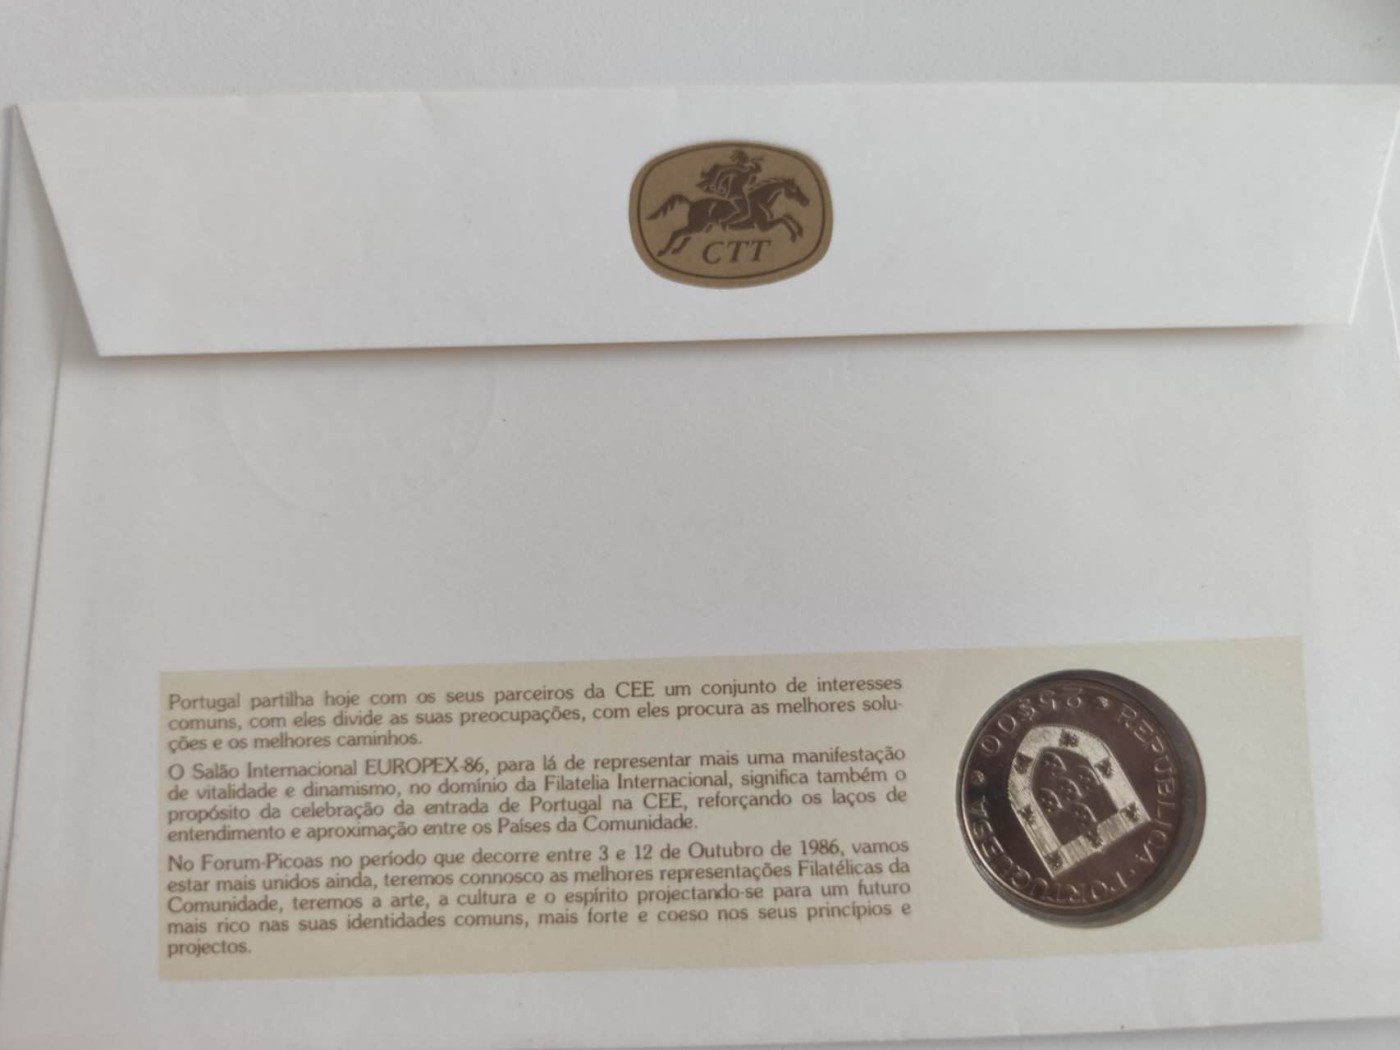 CTT
Portugal partilha hoje com os seus parceiros da CEE um conjunto de interesses
comuns, com eles divide as suas preocupações, com eles procura as melhores solu-
ções e os melhores caminhos.
O Salão Internacional EUROPEX-86, para lá de representar mais uma manifestação
de vitalidade e dinamismo, no domínio da Filatelia Internacional, significa também o
propósito da celebração da entrada de Portugal na CEE, reforçando os laços de
entendimento e aproximação entre os Países da Comunidade.
No Forum-Picoas no período que decorre entre 3 e 12 de Outubro de 1986, vamos
estar mais unidos ainda, teremos connosco as melhores representações Filatélicas da
Comunidade, teremos a arte, a cultura e o espírito projectando-se para um futuro
mais rico nas suas identidades comuns, mais forte e coeso nos seus princípios e
projectos.
REPUBLICA · PORTUGUESA
25$00